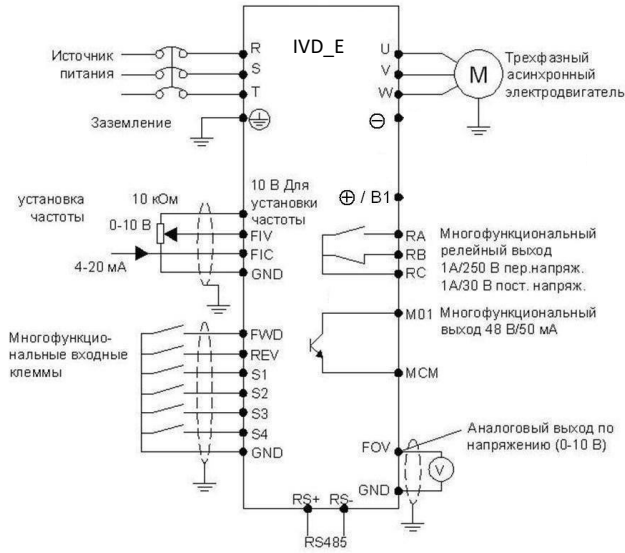 IVD_E
Источник
питания
R
S
T
Заземление
U
V
W
M
Трехфазный
асинхронный
электродвигатель
⊖
⊕ / B1
установка
частоты
10 кОм
0-10 В
4-20 мА
10 В Для
установки
частоты
FIV
FIC
GND
RA
RB
RC
Многофункциональный
релейный выход
1А/250 В пер.напряж.
1А/30 В пост. напряж.
Многофункцио-
нальные входные
клеммы
FWD
REV
S1
S2
S3
S4
GND
M01
MCM
Многофункциональный
выход 48 В/50 мА
FOV
GND
V
Аналоговый выход по
напряжению (0-10 В)
RS+ RS-
RS485